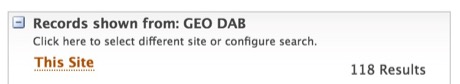 Records shown from: GEO DAB
Click here to select different site or configure search.
This Site
118 Results